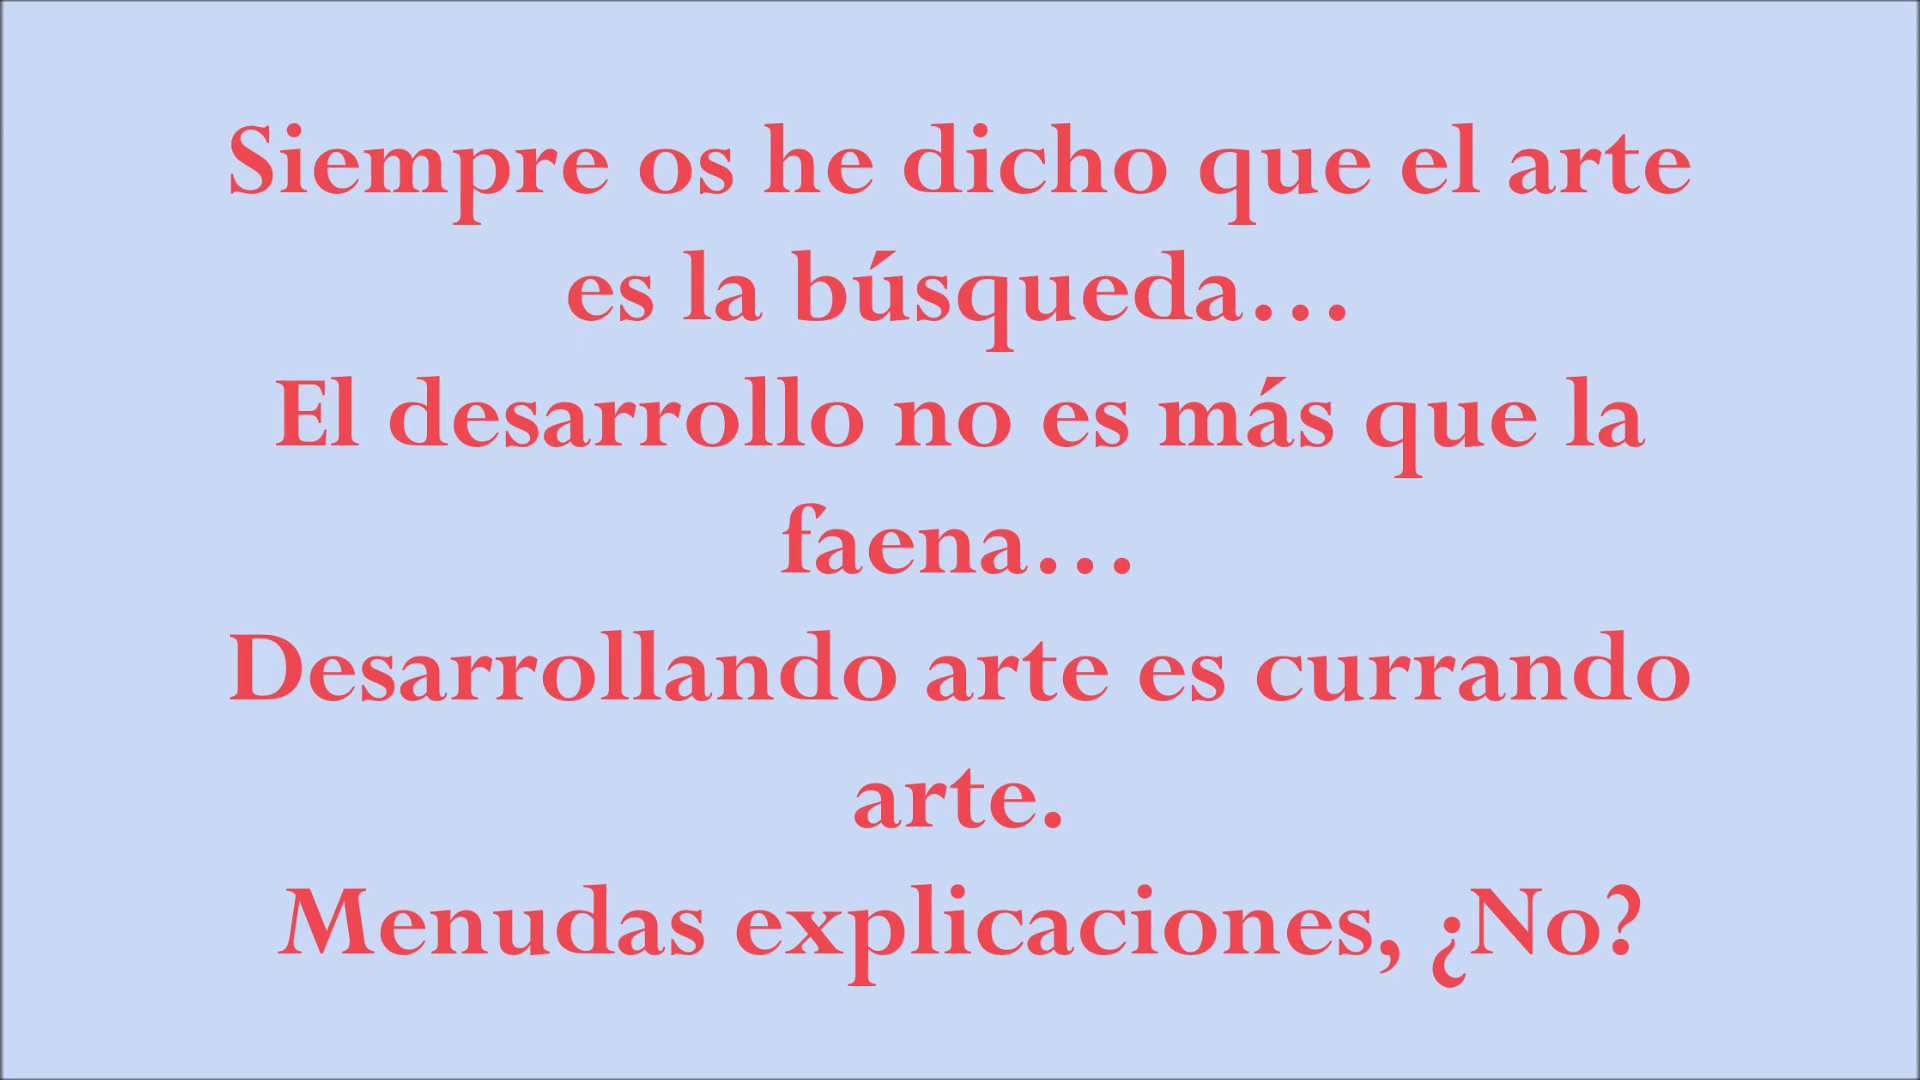 Siempre os he dicho que el arte
es la búsqueda…
El desarrollo no es más que la
faena…
Desarrollando arte es currando
arte.
Menudas explicaciones, ¿No?